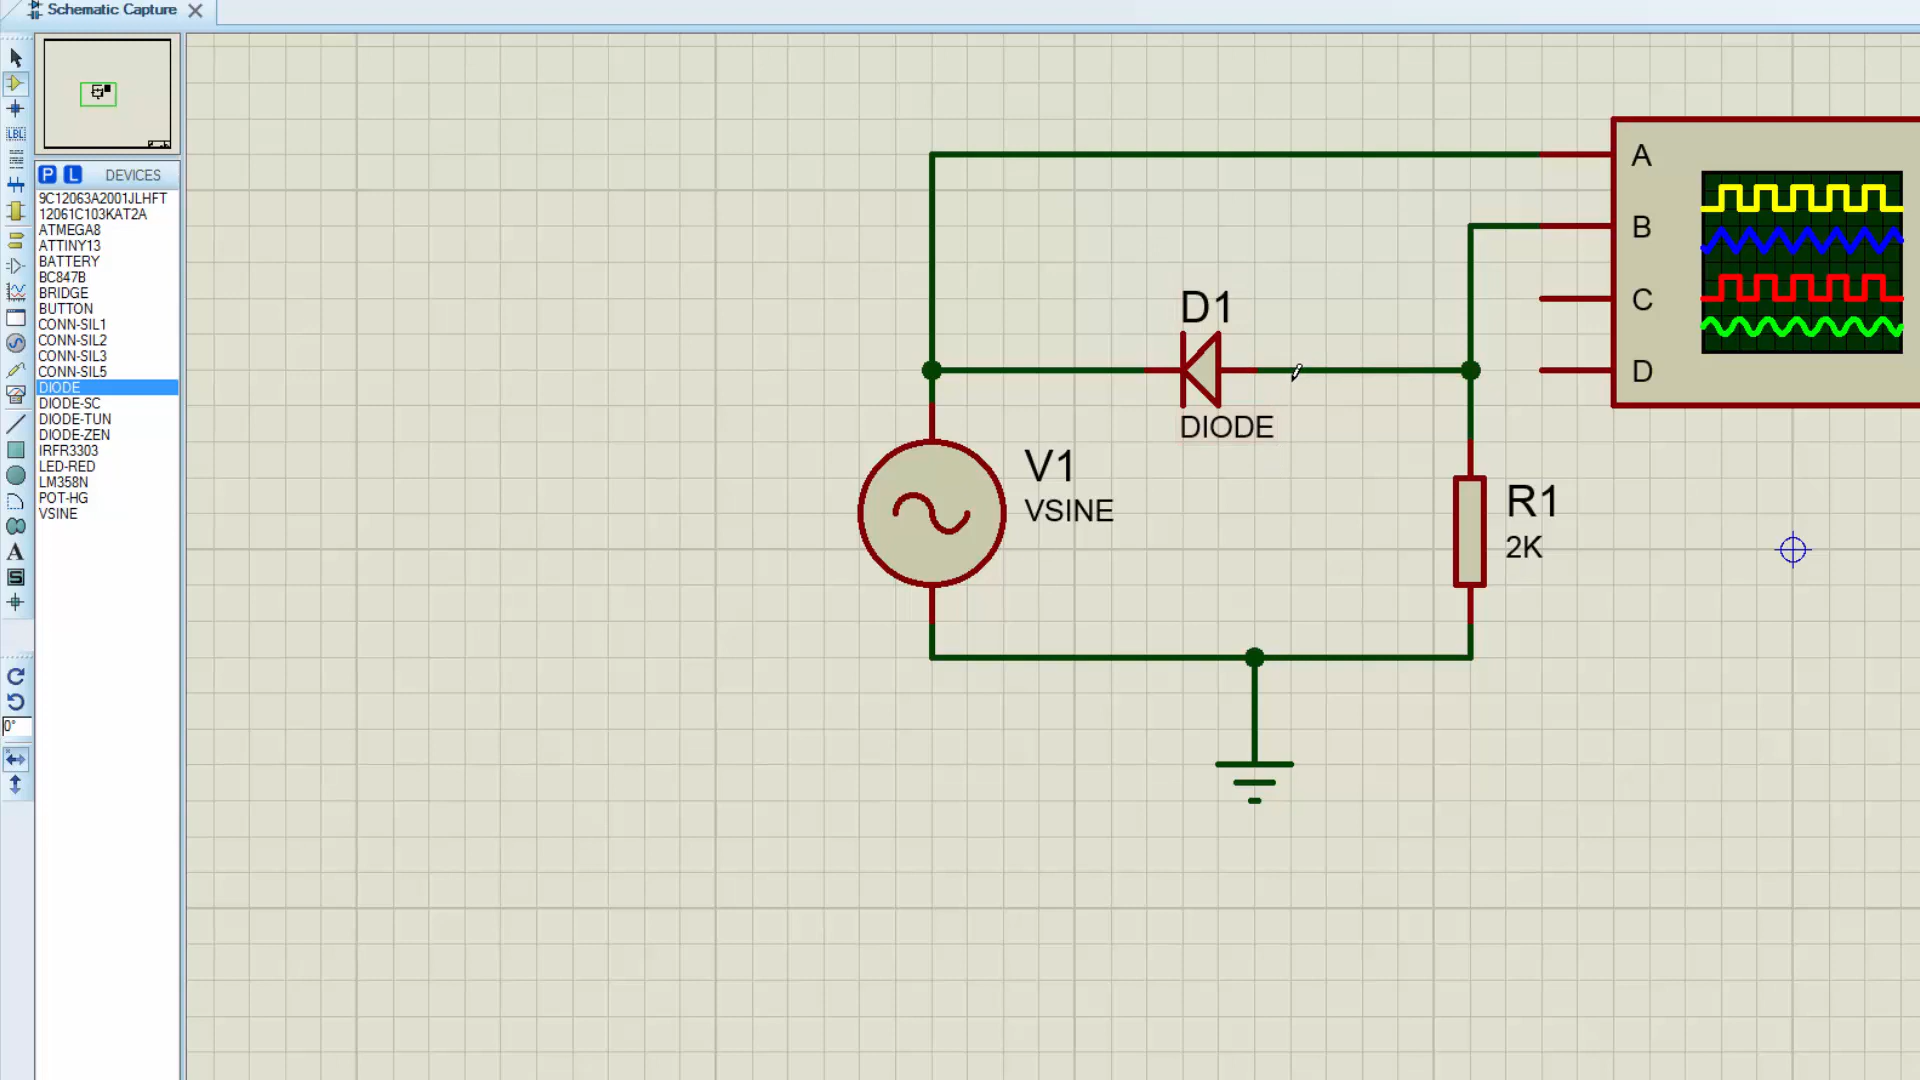 Schematic Capture
LBL
P L DEVICES
9C12063A2001JLHFT
12061C103KAT2A
ATMEGA8
ATTINY13
BATTERY
BC847B
BRIDGE
BUTTON
CONN-SIL1
CONN-SIL2
CONN-SIL3
CONN-SIL5
DIODE
DIODE-SC
DIODE-TUN
DIODE-ZEN
IRFR3303
LED-RED
LM358N
POT-HG
VSINE
A
S
0°
A
B
C
D
D1
DIODE
V1
VSINE
R1
2K